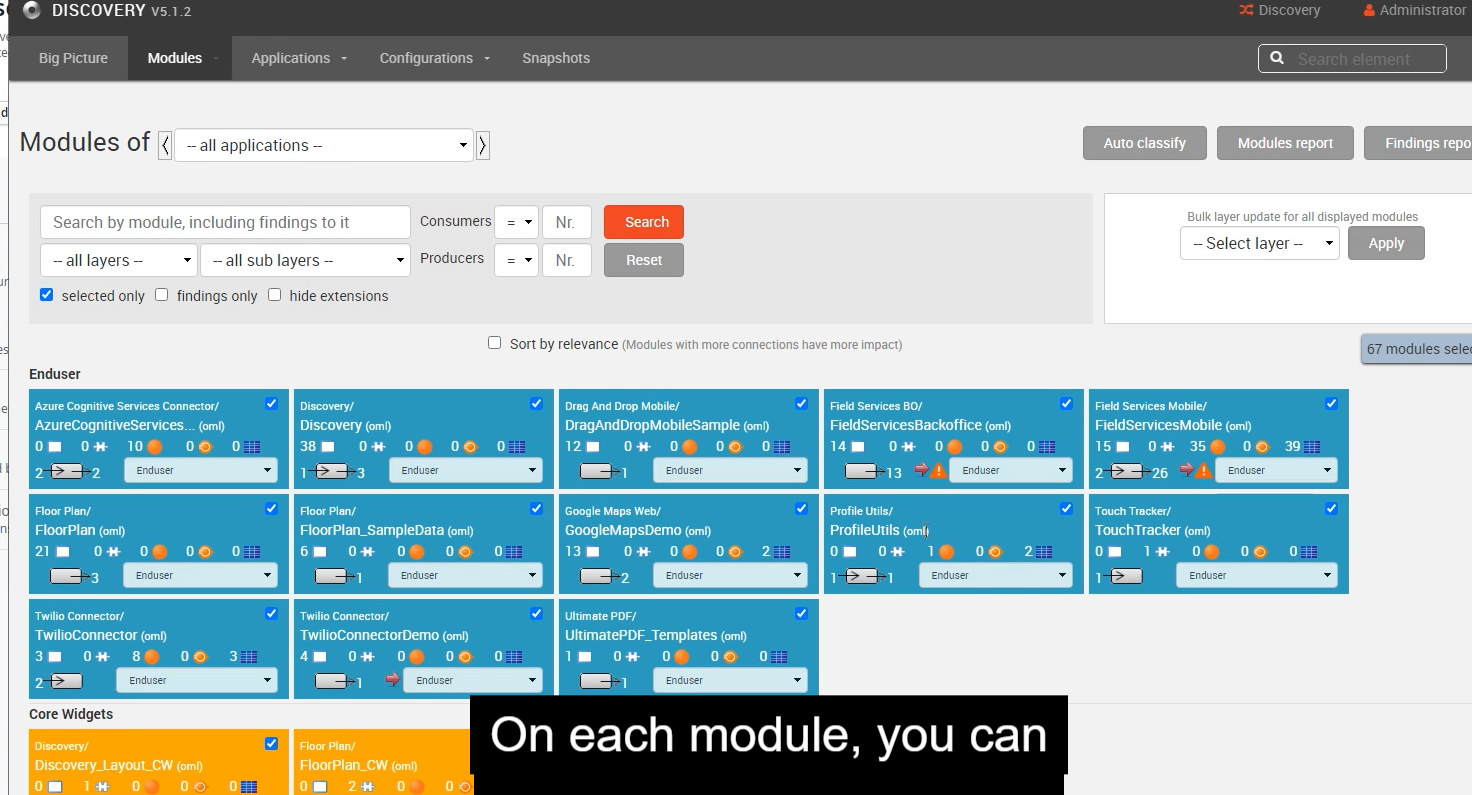 DISCOVERY V5.1.2
Discovery Administrator
Big Picture Modules Applications Configurations Snapshots Search element
Modules of -- all applications -- Auto classify Modules report Findings repo
Search by module, including findings to it Consumers = Nr. Search
-- all layers -- -- all sub layers -- Producers = Nr. Reset
selected only findings only hide extensions
Bulk layer update for all displayed modules
-- Select layer -- Apply
Sort by relevance (Modules with more connections have more impact)
67 modules selec
Enduser
Azure Cognitive Services Connector/
AzureCognitiveServices... (oml)
0 0 10 0 0
2 2 Enduser
Discovery/
Discovery (oml)
38 0 0 0 0
1 3 Enduser
Drag And Drop Mobile/
DragAndDropMobileSample (oml)
12 0 0 0 0
1 Enduser
Field Services BO/
FieldServicesBackoffice (oml)
14 0 0 0 0
13 Enduser
Field Services Mobile/
FieldServicesMobile (oml)
15 0 35 0 39
2 26 Enduser
Floor Plan/
FloorPlan (oml)
21 0 0 0 0
3 Enduser
Floor Plan/
FloorPlan_SampleData (oml)
6 0 0 0 0
1 Enduser
Google Maps Web/
GoogleMapsDemo (oml)
13 0 0 0 2
2 Enduser
Profile Utils/
ProfileUtils (oml)
0 0 1 0 2
1 1 Enduser
Touch Tracker/
TouchTracker (oml)
0 1 0 0 0
1 Enduser
Twilio Connector/
TwilioConnector (oml)
3 0 8 0 3
2 Enduser
Twilio Connector/
TwilioConnectorDemo (oml)
4 0 0 0 0
1 Enduser
Ultimate PDF/
UltimatePDF_Templates (oml)
1 0 0 0 0
1 Enduser
Core Widgets
Discovery/
Discovery_Layout_CW (oml)
0 1 0 0 0
Floor Plan/
FloorPlan_CW (oml)
0 2 0 0
On each module, you can